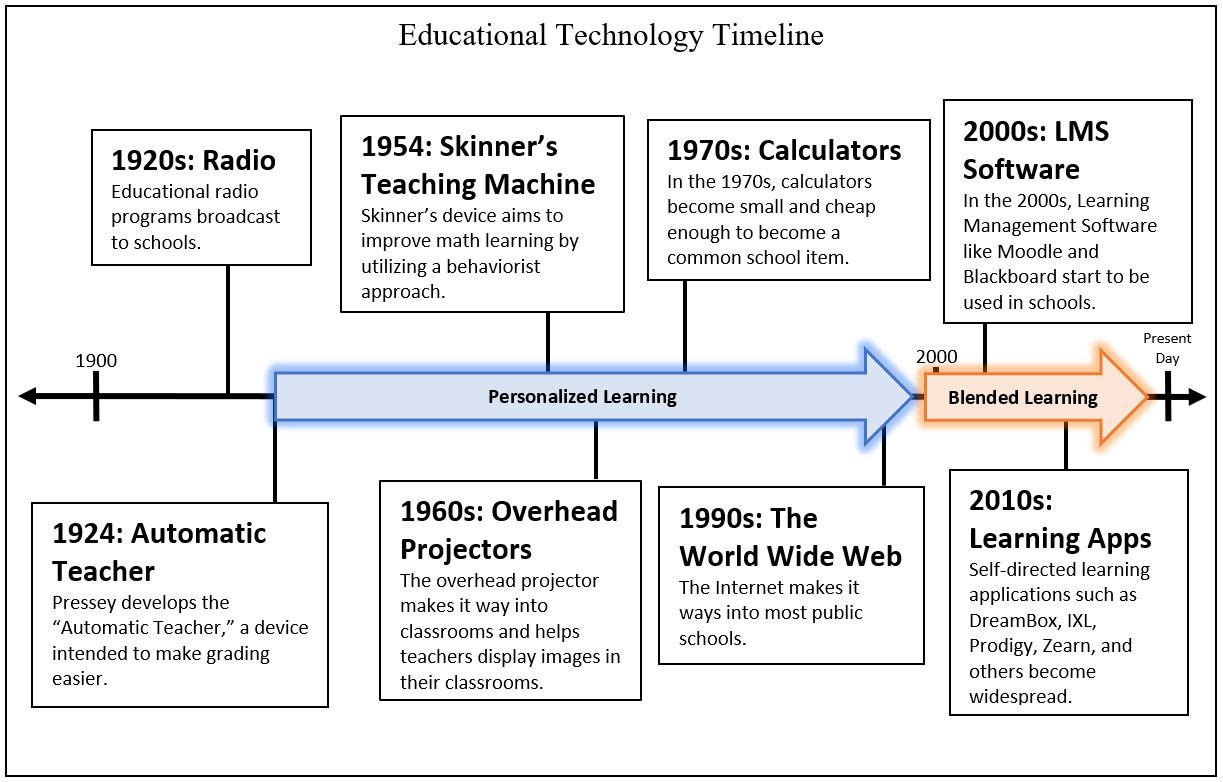 Educational Technology Timeline
1920s: Radio
Educational radio
programs broadcast
to schools.
1954: Skinner’s
Teaching Machine
Skinner’s device aims to
improve math learning by
utilizing a behaviorist
approach.
1970s: Calculators
In the 1970s, calculators
become small and cheap
enough to become a
common school item.
2000s: LMS
Software
In the 2000s, Learning
Management Software
like Moodle and
Blackboard start to be
used in schools.
1900
Personalized Learning
2000
Blended Learning
Present
Day
1924: Automatic
Teacher
Pressey develops the
“Automatic Teacher,” a device
intended to make grading
easier.
1960s: Overhead
Projectors
The overhead projector
makes it way into
classrooms and helps
teachers display images in
their classrooms.
1990s: The
World Wide Web
The Internet makes it
ways into most public
schools.
2010s:
Learning Apps
Self-directed learning
applications such as
DreamBox, IXL,
Prodigy, Zearn, and
others become
widespread.